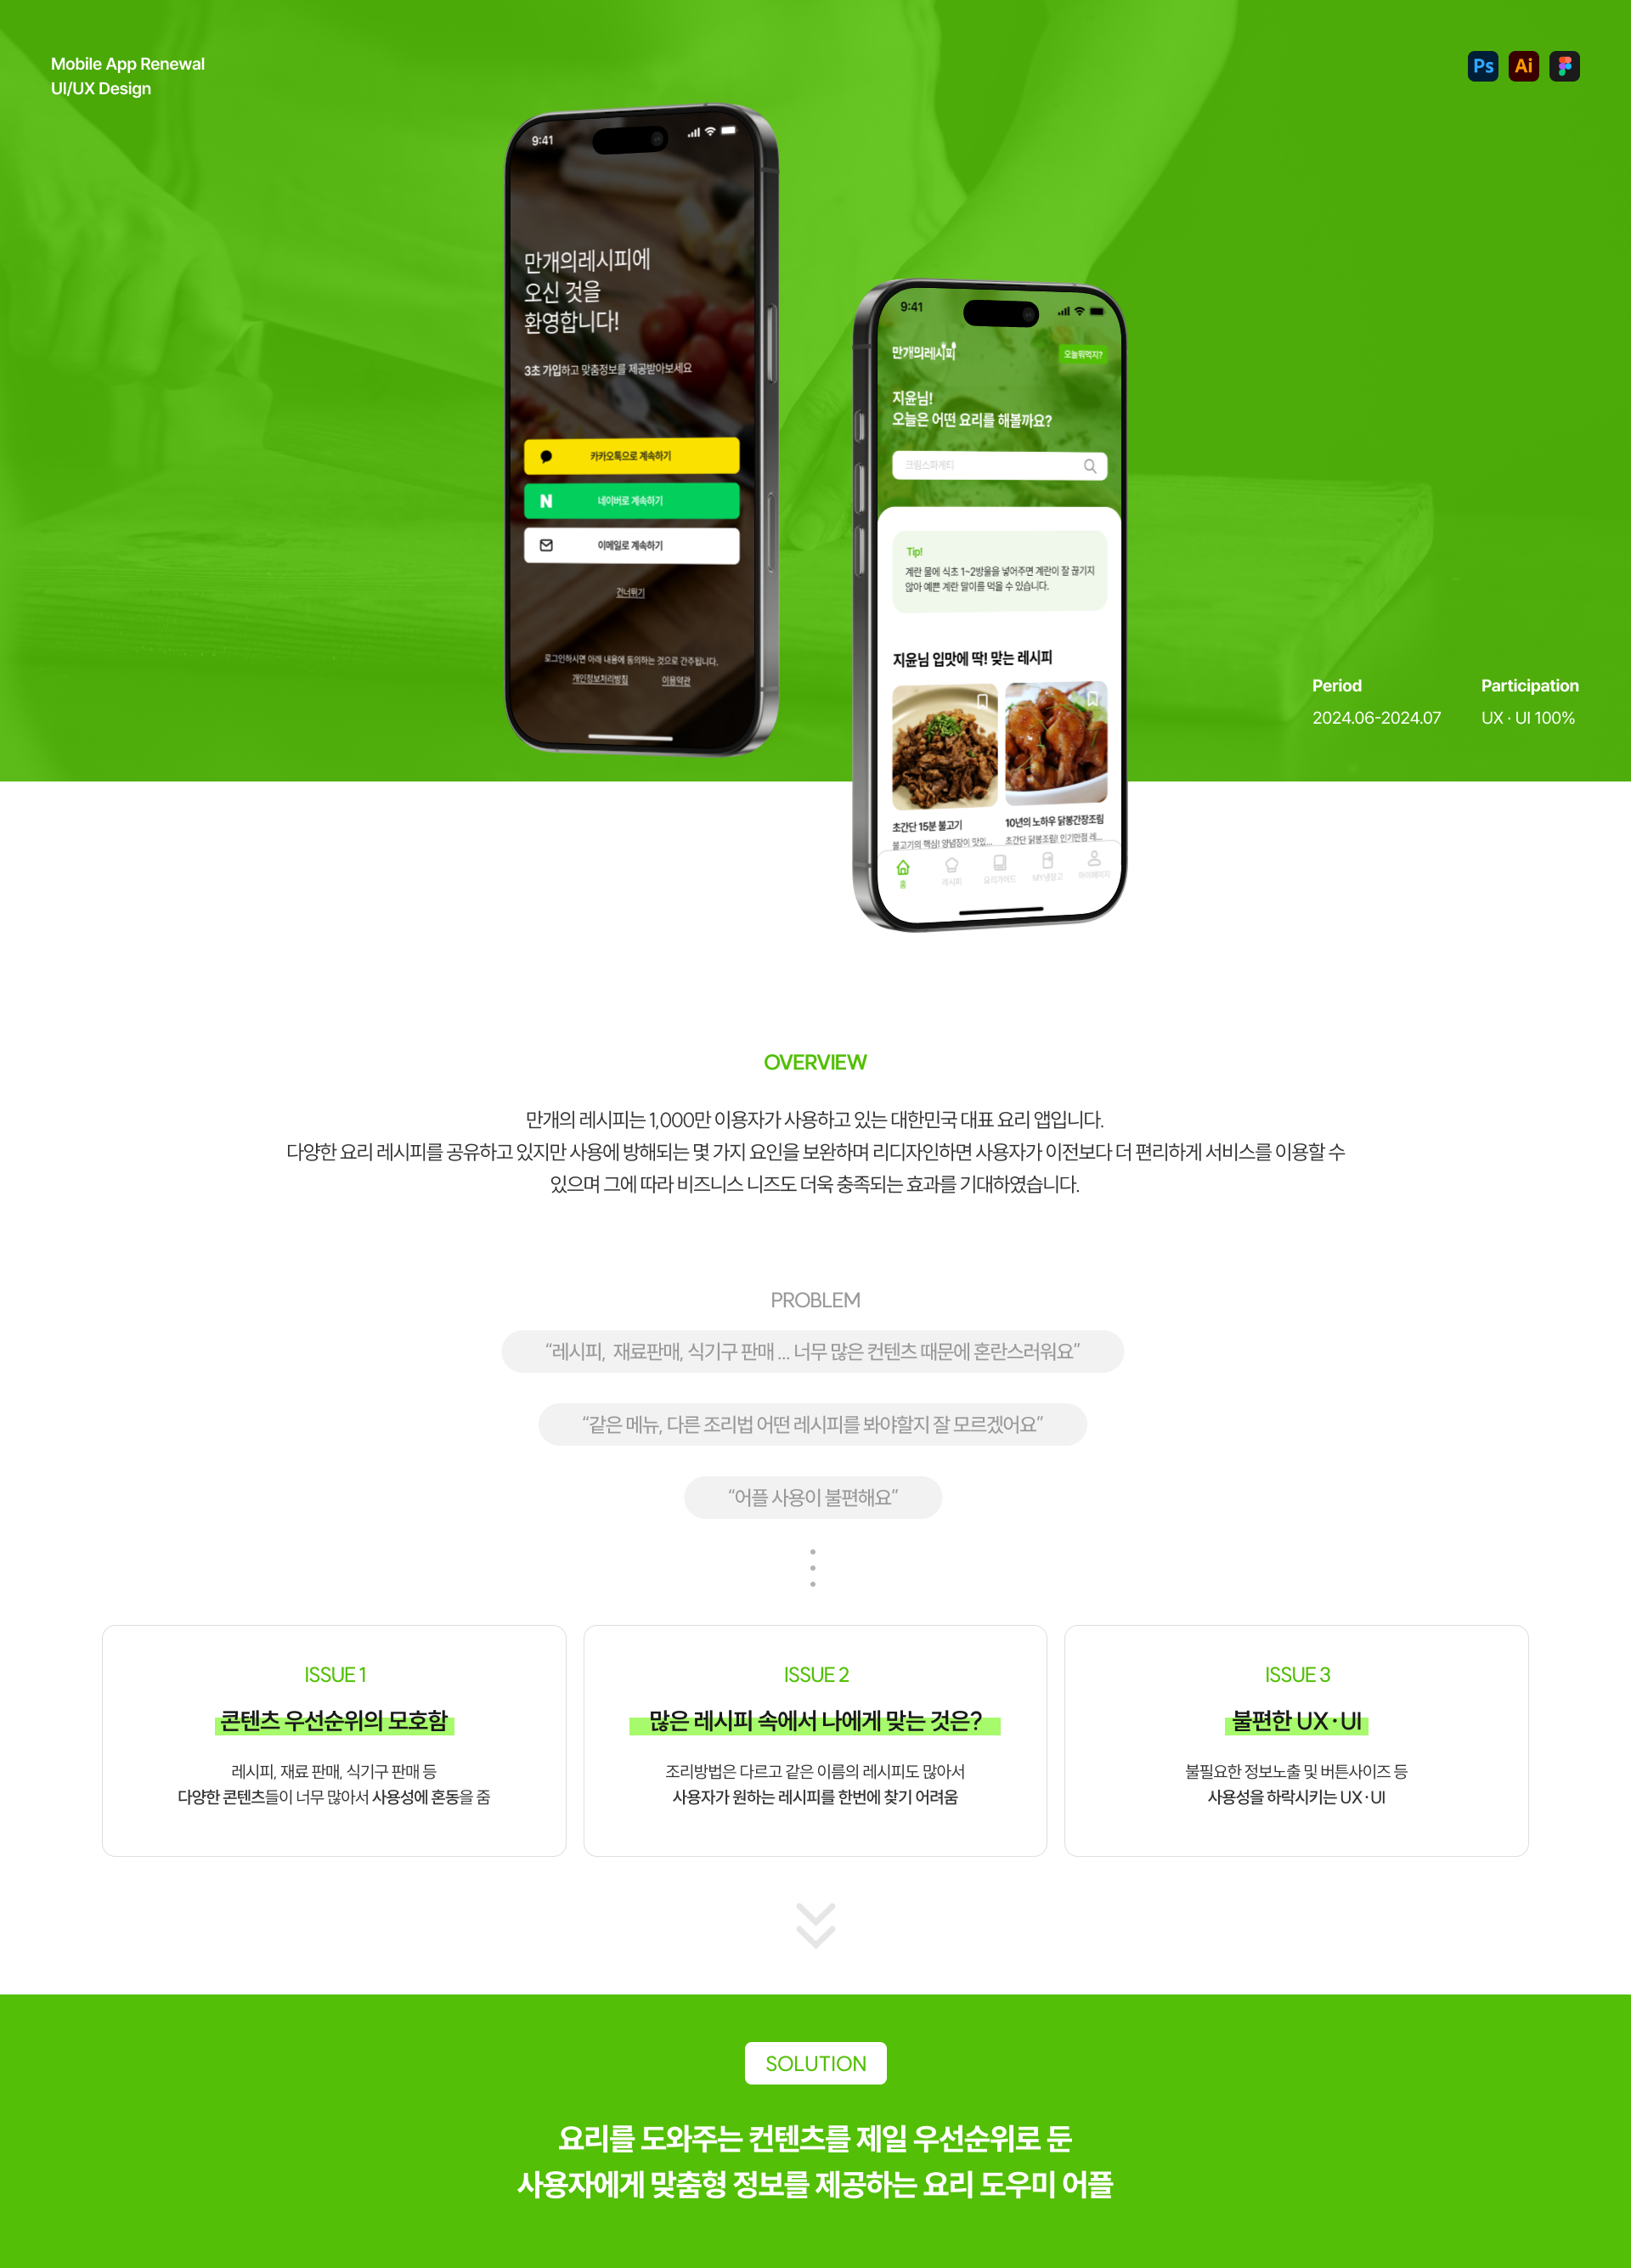 Mobile App Renewal
UI/UX Design
Ps
Ai
9:41
만개의레시피에
오신 것을
환영합니다!
3초 가입하고 맞춤정보를 제공받아보세요
카카오톡으로 계속하기
N
네이버로 계속하기
이메일로 계속하기
건너뛰기
로그인하시면 아래 내용에 동의하는 것으로 간주됩니다.
개인정보처리방침
이용약관
9:41
만개의레시피
오늘뭐먹지?
지윤님!
오늘은 어떤 요리를 해볼까요?
크림스파게티
Tip!
계란 물에 식초 1~2방울을 넣어주면 계란이 잘 끊기지
않아 예쁜 계란 말이를 먹을 수 있습니다.
지윤님 입맛에 딱! 맞는 레시피
초간단 15분 불고기
불고기의 핵심! 양념장이 맛있...
10년의 노하우 닭봉간장조림
초간단 닭봉조림! 인기만점 레...
홈
레시피
요리가이드
MY냉장고
마이페이지
Period
2024.06-2024.07
Participation
UX · UI 100%
OVERVIEW
만개의 레시피는 1,000만 이용자가 사용하고 있는 대한민국 대표 요리 앱입니다.
다양한 요리 레시피를 공유하고 있지만 사용에 방해되는 몇 가지 요인을 보완하며 리디자인하면 사용자가 이전보다 더 편리하게 서비스를 이용할 수
있으며 그에 따라 비즈니스 니즈도 더욱 충족되는 효과를 기대하였습니다.
PROBLEM
“레시피, 재료판매, 식기구 판매 ... 너무 많은 컨텐츠 때문에 혼란스러워요”
“같은 메뉴, 다른 조리법 어떤 레시피를 봐야할지 잘 모르겠어요”
“어플 사용이 불편해요”
ISSUE 1
콘텐츠 우선순위의 모호함
레시피, 재료 판매, 식기구 판매 등
다양한 콘텐츠들이 너무 많아서 사용성에 혼동을 줌
ISSUE 2
많은 레시피 속에서 나에게 맞는 것은?
조리방법은 다르고 같은 이름의 레시피도 많아서
사용자가 원하는 레시피를 한번에 찾기 어려움
ISSUE 3
불편한 UX·UI
불필요한 정보노출 및 버튼사이즈 등
사용성을 하락시키는 UX·UI
SOLUTION
요리를 도와주는 컨텐츠를 제일 우선순위로 둔
사용자에게 맞춤형 정보를 제공하는 요리 도우미 어플